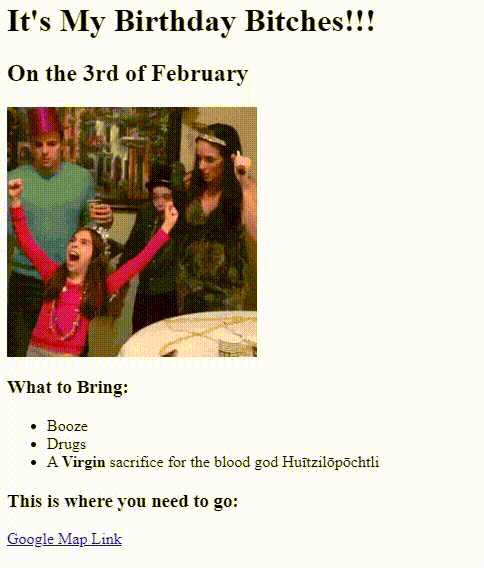 It's My Birthday Bitches!!!
On the 3rd of February
What to Bring:
Booze
Drugs
A Virgin sacrifice for the blood god Huītzilōpōchtli
This is where you need to go:
Google Map Link